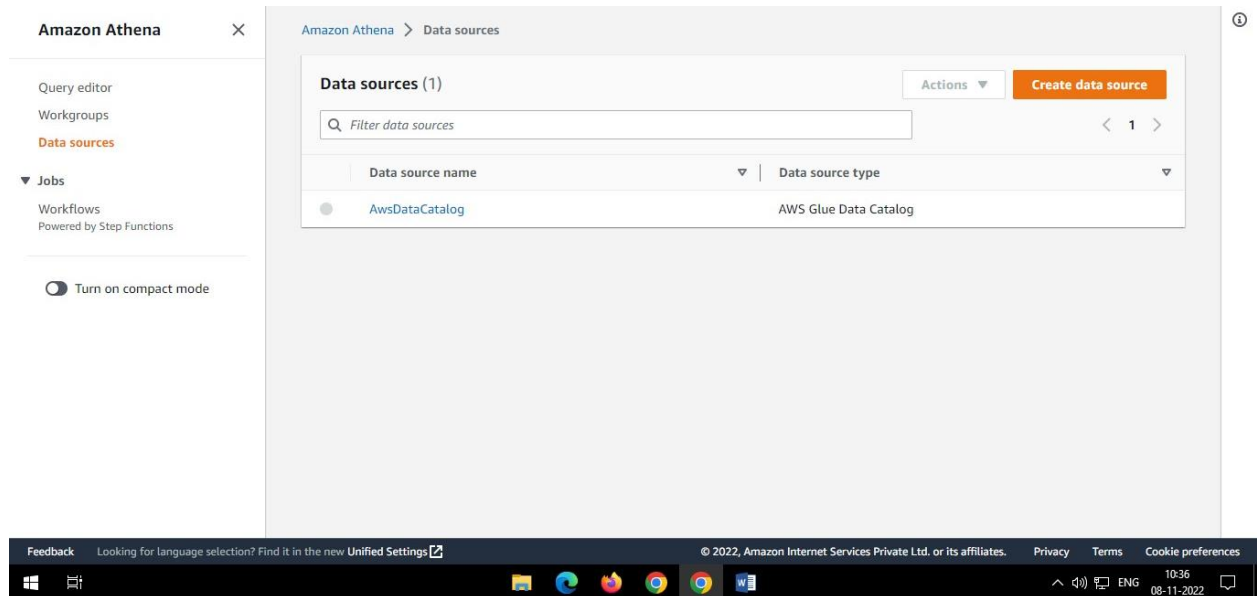 Amazon Athena
Query editor
Workgroups
Data sources
Jobs
Workflows
Powered by Step Functions
Turn on compact mode
Amazon Athena > Data sources
Data sources (1)
Actions
Create data source
Filter data sources
< 1 >
Data source name
Data source type
AwsDataCatalog
AWS Glue Data Catalog
Feedback Looking for language selection? Find it in the new Unified Settings
© 2022, Amazon Internet Services Private Ltd. or its affiliates. Privacy Terms Cookie preferences
ENG
10:36
08-11-2022